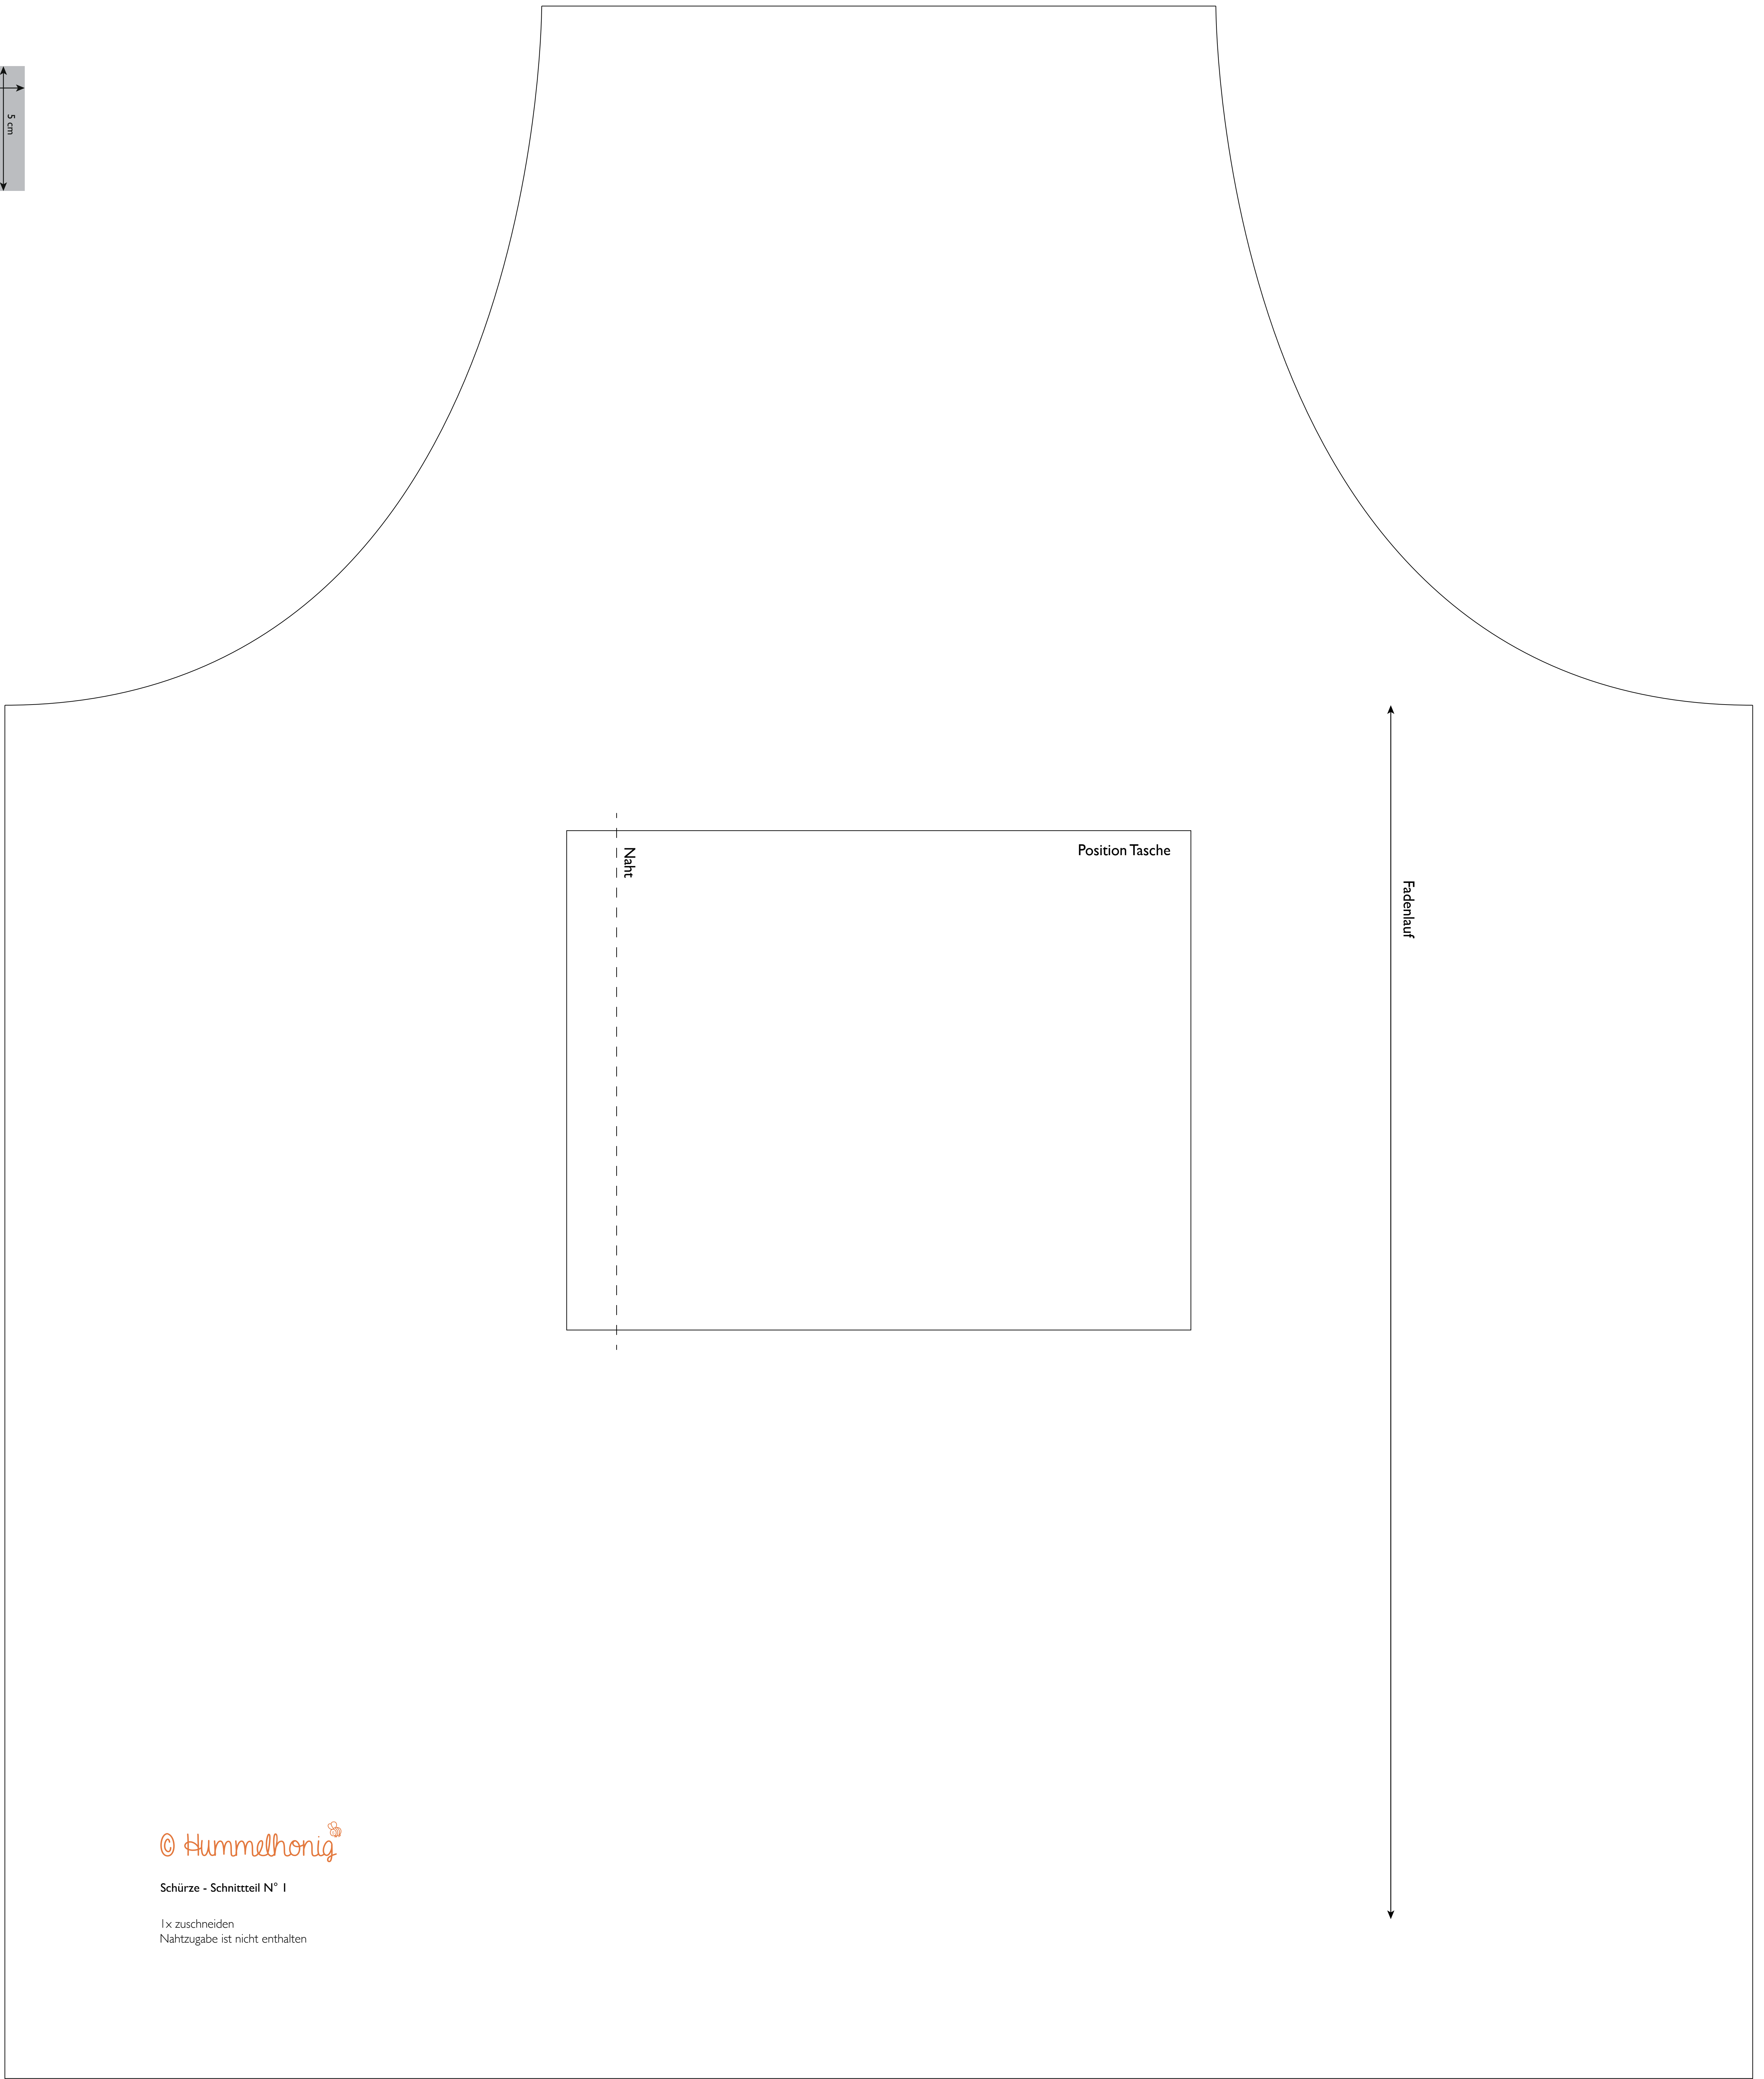 5 cm
Naht
Position Tasche
Fadenlauf
© Hummelhonig
Schürze - Schnittteil N° 1
1x zuschneiden
Nahtzugabe ist nicht enthalten